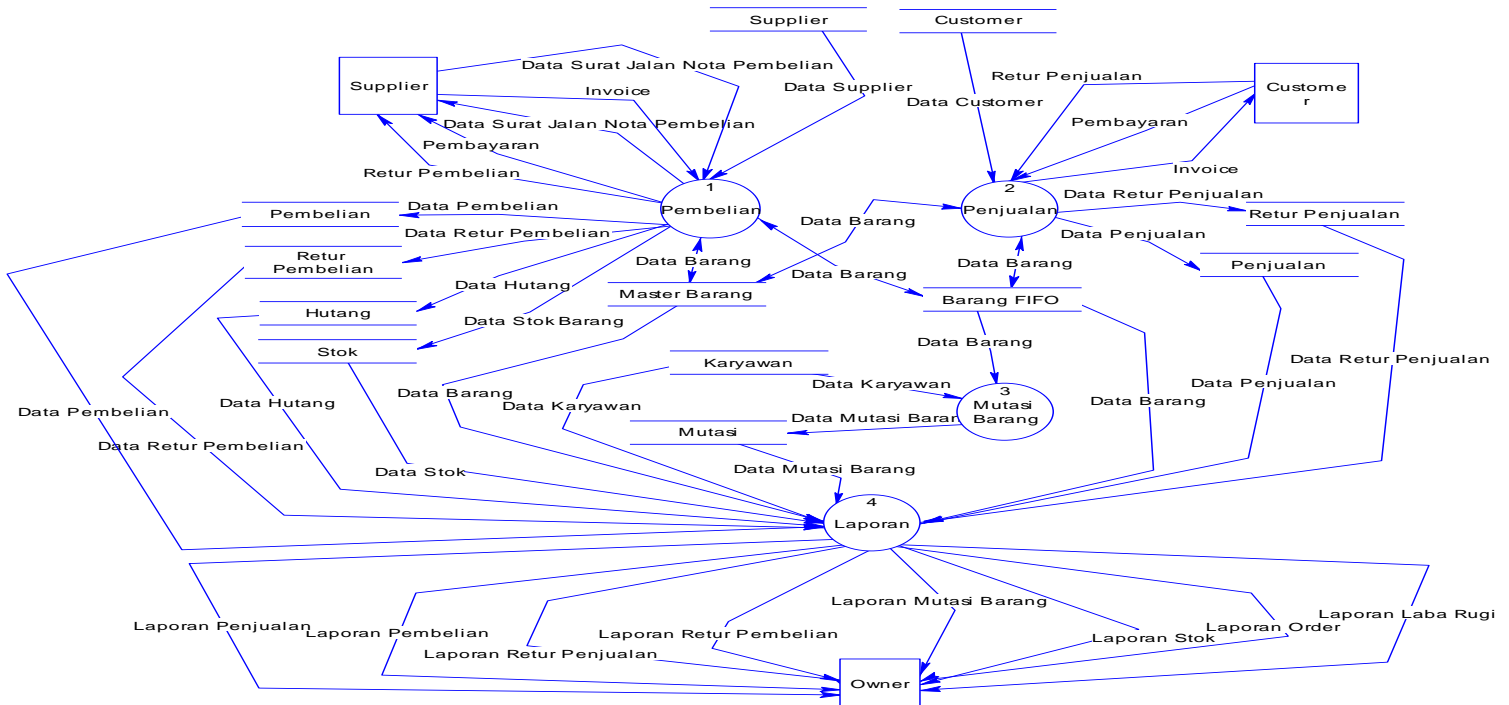 Supplier
Customer
Data Surat Jalan Nota Pembelian
Supplier
Invoice
Data Supplier
Retur Penjualan
Data Customer
Custome
r
Data Surat Jalan Nota Pembelian
Pembayaran
Pembayaran
Retur Pembelian
Invoice
1
Pembelian
2
Penjualan
Data Retur Penjualan
Retur Penjualan
Pembelian
Data Pembelian
Data Barang
Data Retur Pembelian
Data Penjualan
Retur
Pembelian
Data Barang
Data Barang
Data Barang
Penjualan
Data Hutang
Master Barang
Barang FIFO
Hutang
Data Stok Barang
Stok
Data Barang
Karyawan
Data Retur Penjualan
Data Karyawan
Data Penjualan
Data Barang
3
Mutasi
Barang
Data Barang
Data Hutang
Data Karyawan
Data Pembelian
Data Mutasi Barar
Mutasi
Data Retur Pembelian
Data Stok
Data Mutasi Barang
4
Laporan
Laporan Mutasi Barang
Laporan Laba Rugi
Laporan Penjualan
Laporan Pembelian
Laporan Retur Pembelian
Laporan Order
Laporan Stok
Laporan Retur Penjualan
Owner